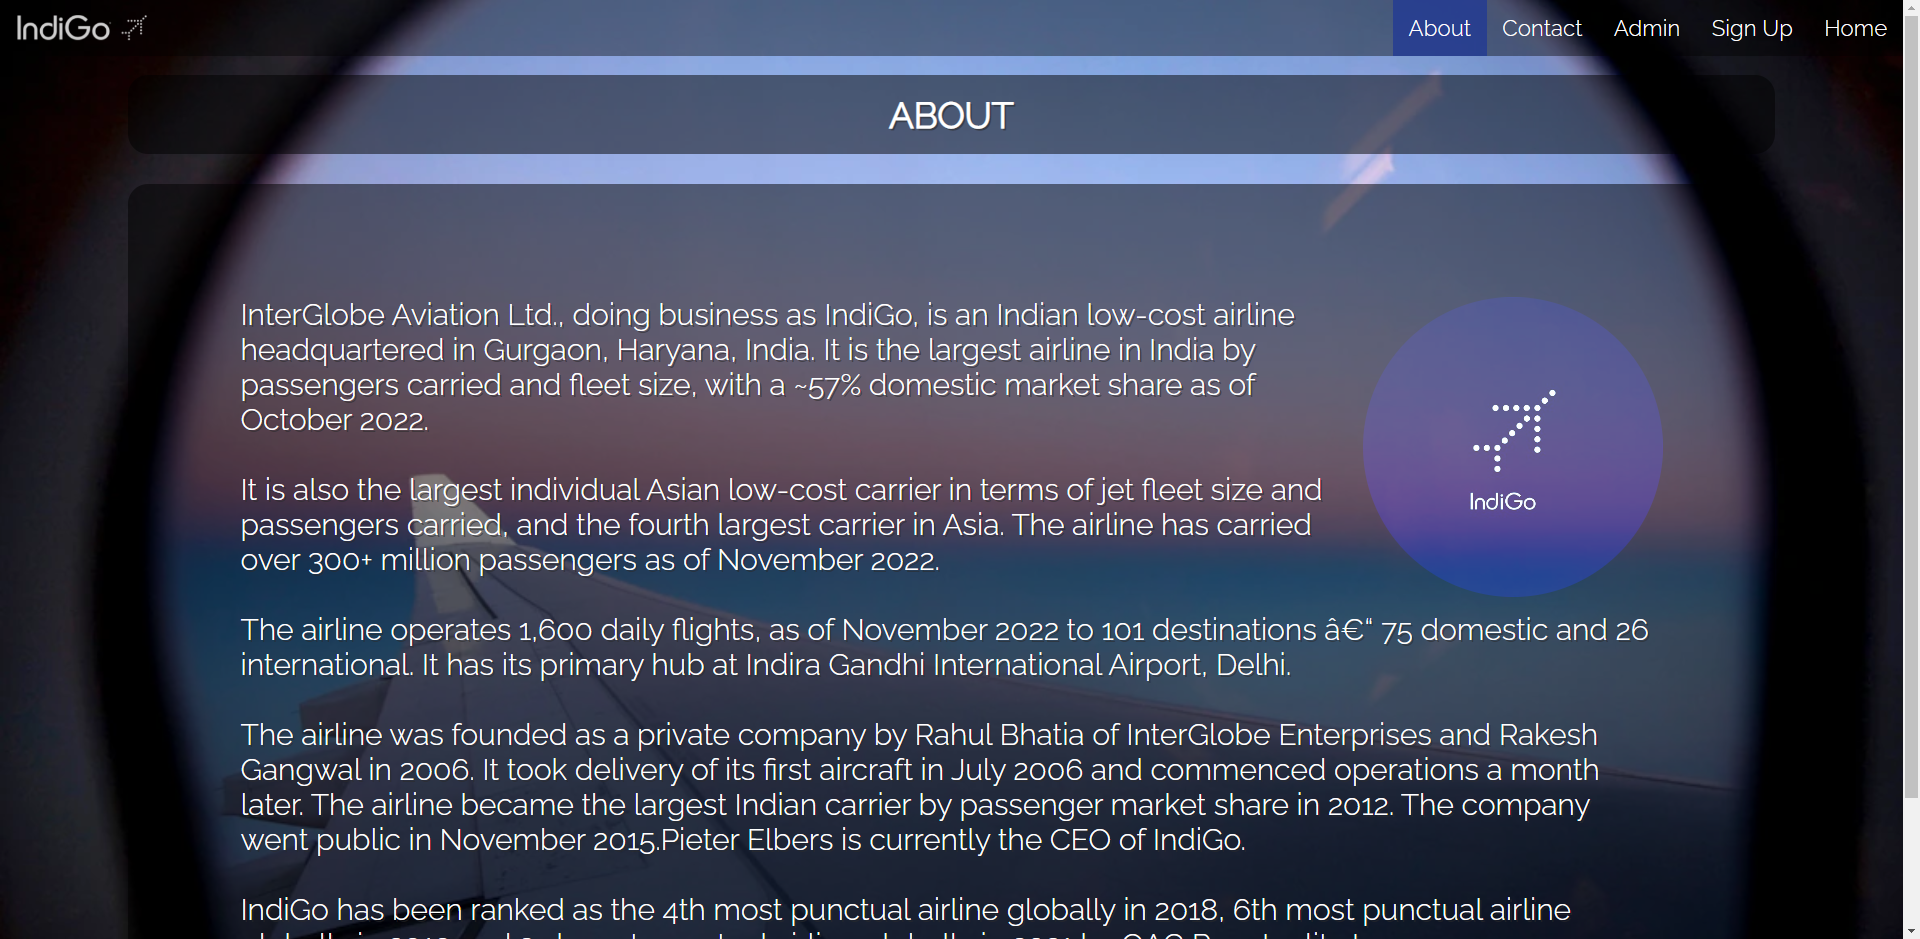 IndiGo
About Contact Admin Sign Up Home
ABOUT
InterGlobe Aviation Ltd., doing business as IndiGo, is an Indian low-cost airline
headquartered in Gurgaon, Haryana, India. It is the largest airline in India by
passengers carried and fleet size, with a ~57% domestic market share as of
October 2022.
It is also the largest individual Asian low-cost carrier in terms of jet fleet size and
passengers carried, and the fourth largest carrier in Asia. The airline has carried
over 300+ million passengers as of November 2022.
IndiGo
The airline operates 1,600 daily flights, as of November 2022 to 101 destinations â€“ 75 domestic and 26
international. It has its primary hub at Indira Gandhi International Airport, Delhi.
The airline was founded as a private company by Rahul Bhatia of InterGlobe Enterprises and Rakesh
Gangwal in 2006. It took delivery of its first aircraft in July 2006 and commenced operations a month
later. The airline became the largest Indian carrier by passenger market share in 2012. The company
went public in November 2015.Pieter Elbers is currently the CEO of IndiGo.
IndiGo has been ranked as the 4th most punctual airline globally in 2018, 6th most punctual airline